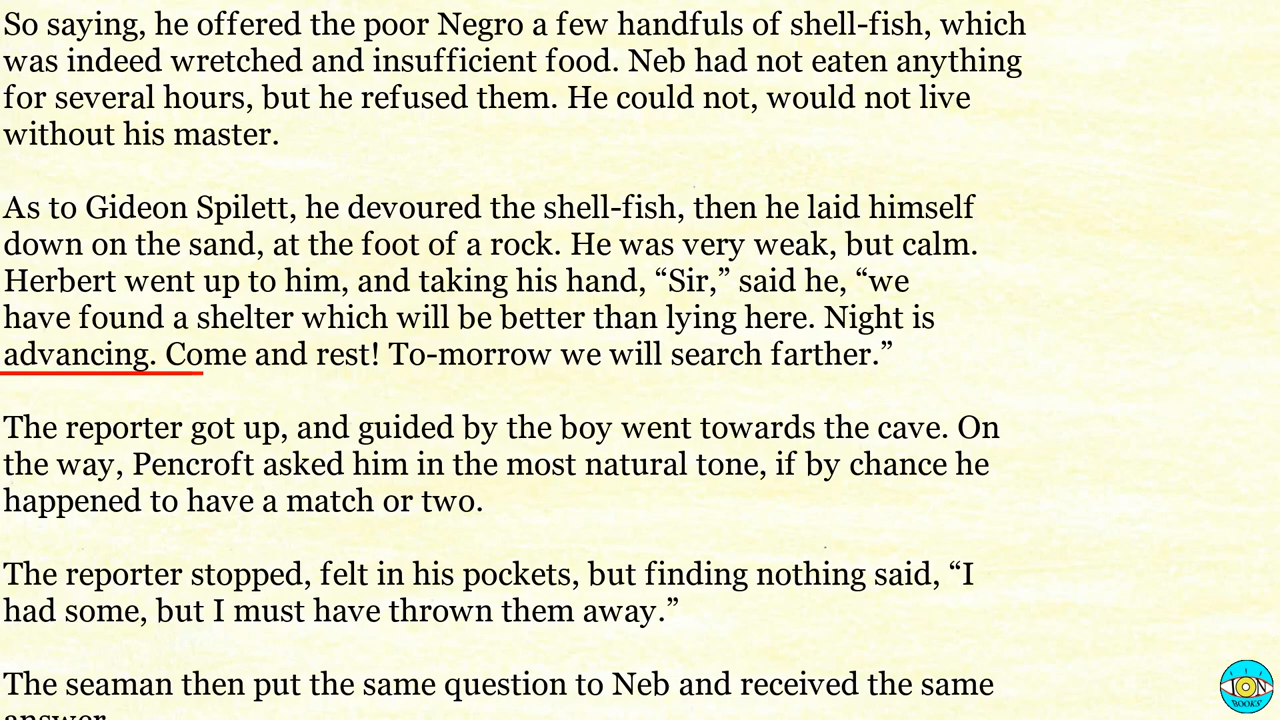 So saying, he offered the poor Negro a few handfuls of shell-fish, which
was indeed wretched and insufficient food. Neb had not eaten anything
for several hours, but he refused them. He could not, would not live
without his master.
As to Gideon Spilett, he devoured the shell-fish, then he laid himself
down on the sand, at the foot of a rock. He was very weak, but calm.
Herbert went up to him, and taking his hand, “Sir,” said he, “we
have found a shelter which will be better than lying here. Night is
advancing. Come and rest! To-morrow we will search farther.”
The reporter got up, and guided by the boy went towards the cave. On
the way, Pencroft asked him in the most natural tone, if by chance he
happened to have a match or two.
The reporter stopped, felt in his pockets, but finding nothing said, “I
had some, but I must have thrown them away.”
The seaman then put the same question to Neb and received the same
answer.
ION
BOOKS